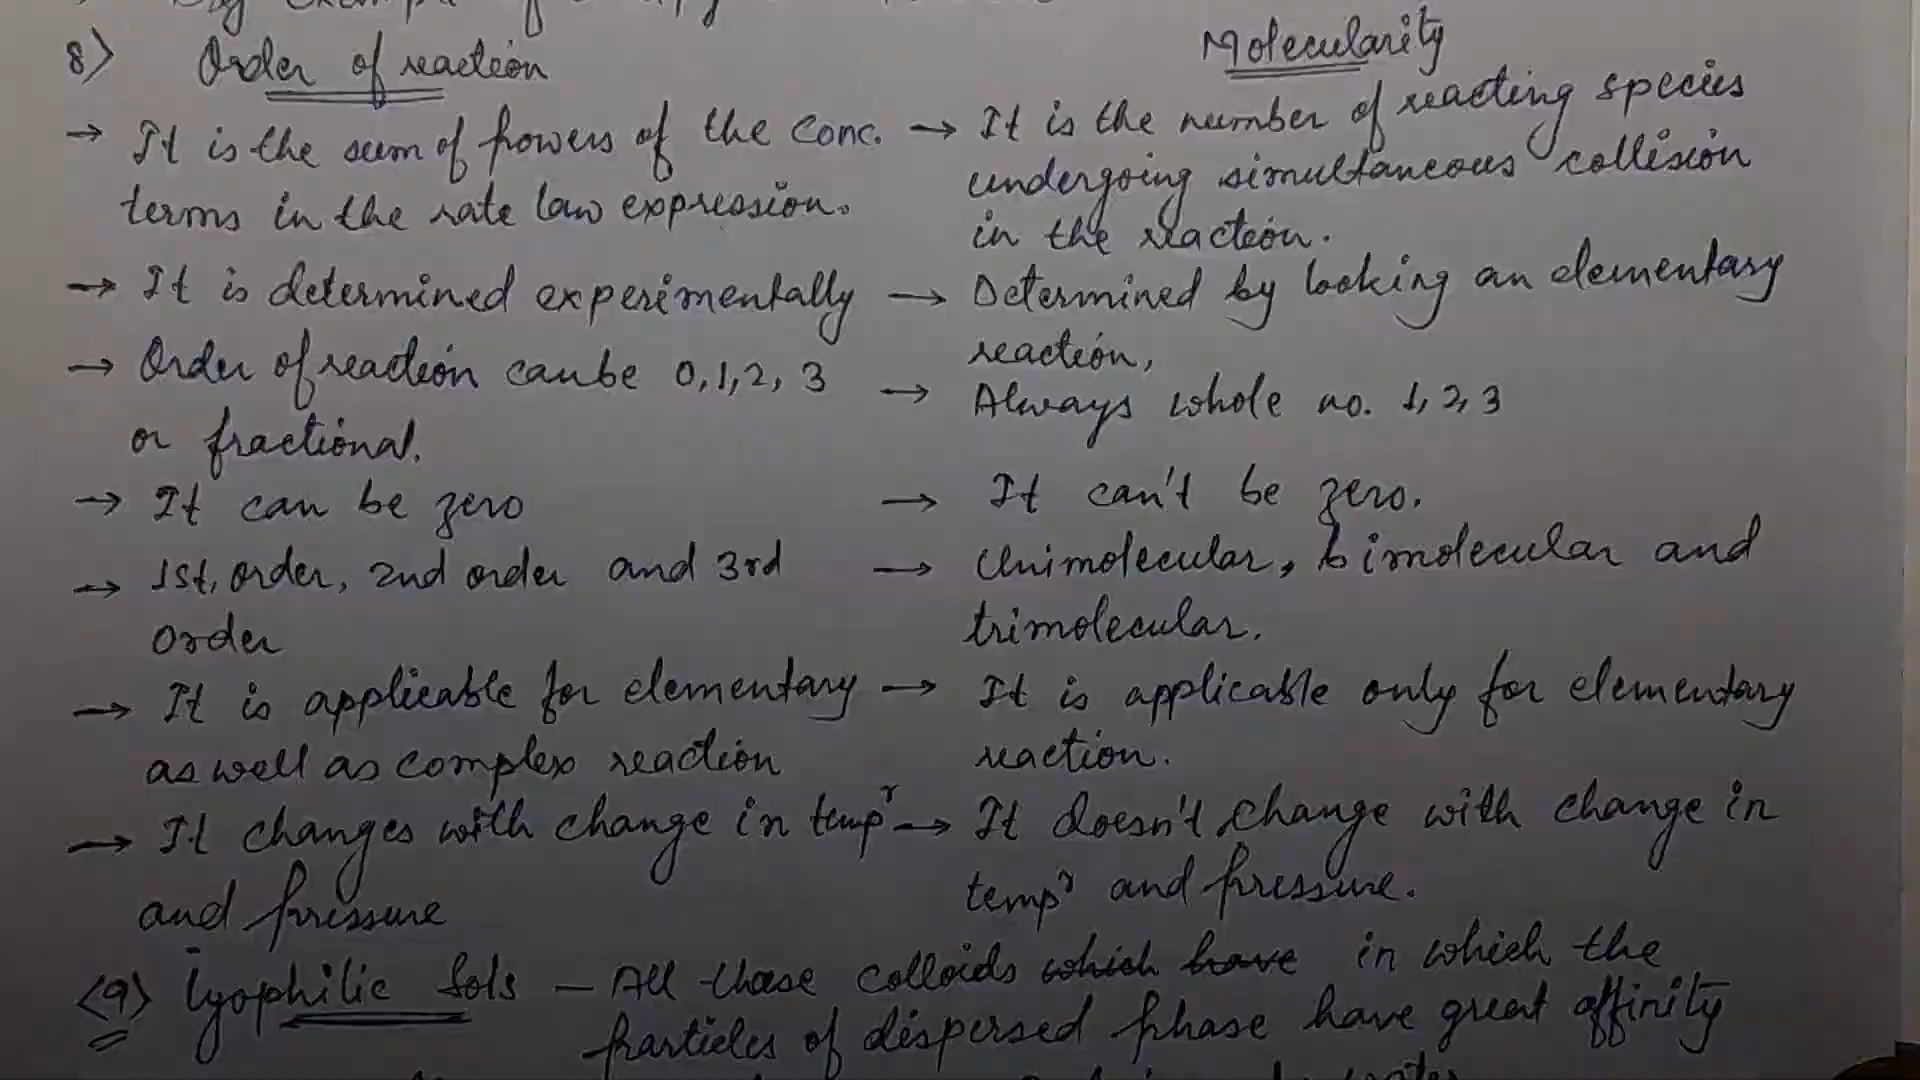 8) Order of reaction
→ It is the sum of powers of the conc.
terms in the rate law expression.
→ It is determined experimentally
→ Order of reaction can be 0, 1, 2, 3
or fractional.
→ It can be zero
→ 1st, order, 2nd order and 3rd
order
→ It is applicable for elementary
as well as complex reaction
→ It changes with change in tempr
and pressure
Molecularity
→ It is the number of reacting species
undergoing simultaneous collision
in the reaction.
→ Determined by looking an elementary
reaction,
→ Always whole no. 1, 2, 3
→ It can't be zero.
→ Unimolecular, bimolecular and
trimolecular.
→ It is applicable only for elementary
reaction.
→ It doesn't change with change in
tempr and pressure.
(9) Lyophilic Sols – All those colloids which have in which the
particles of dispersed phase have great affinity